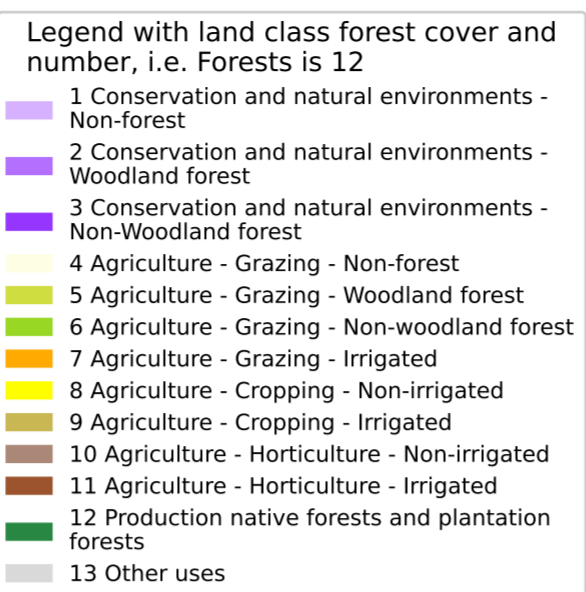 Legend with land class forest cover and
number, i.e. Forests is 12
1 Conservation and natural environments -
Non-forest
2 Conservation and natural environments -
Woodland forest
3 Conservation and natural environments -
Non-Woodland forest
4 Agriculture - Grazing - Non-forest
5 Agriculture - Grazing - Woodland forest
6 Agriculture - Grazing - Non-woodland forest
7 Agriculture - Grazing - Irrigated
8 Agriculture - Cropping - Non-irrigated
9 Agriculture - Cropping - Irrigated
10 Agriculture - Horticulture - Non-irrigated
11 Agriculture - Horticulture - Irrigated
12 Production native forests and plantation
forests
13 Other uses